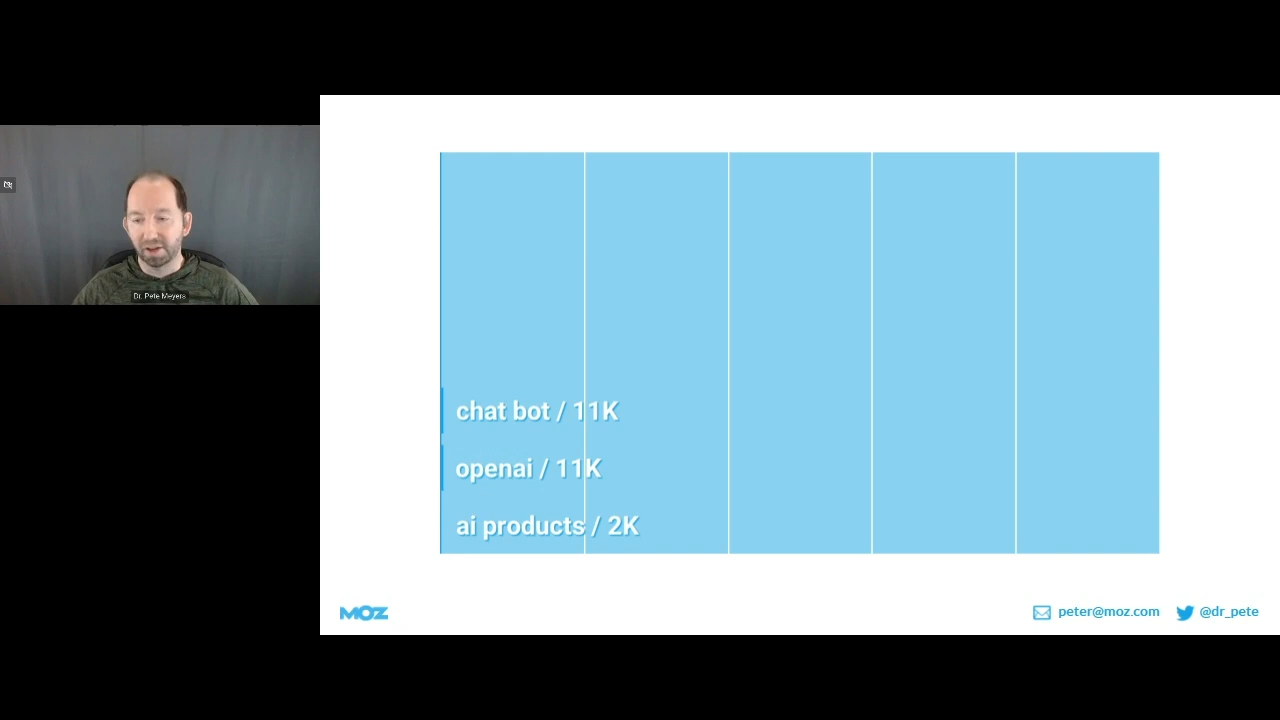 Dr. Pete Meyers
chat bot / 11K
openai / 11K
ai products / 2K
MOZ
peter@moz.com
@dr_pete